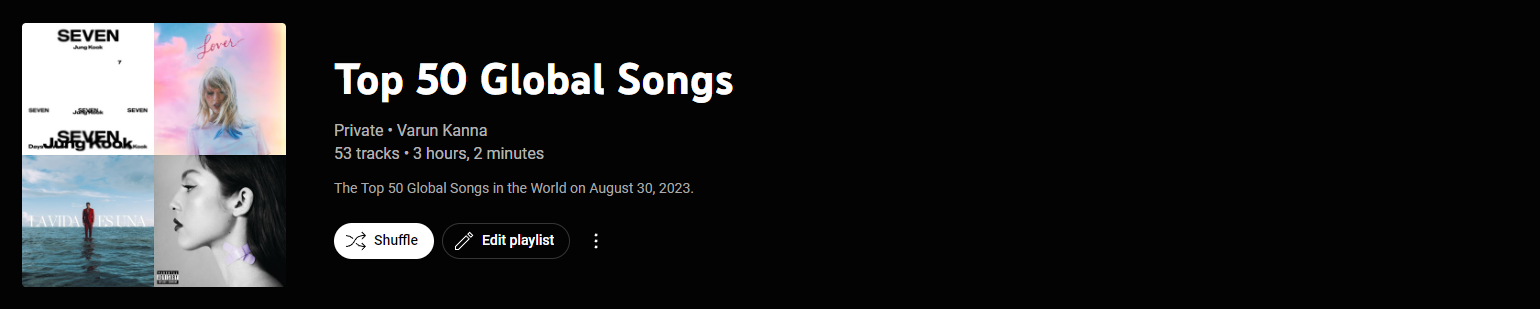 SEVEN
Jung Kook
7
SEVEN SEVEN SEVEN
Jung Kook
SEVEN
Jung Kook
Lover
LA VIDA ES UNA
PARENTAL
ADVISORY
Top 50 Global Songs
Private • Varun Kanna
53 tracks • 3 hours, 2 minutes
The Top 50 Global Songs in the World on August 30, 2023.
Shuffle
Edit playlist